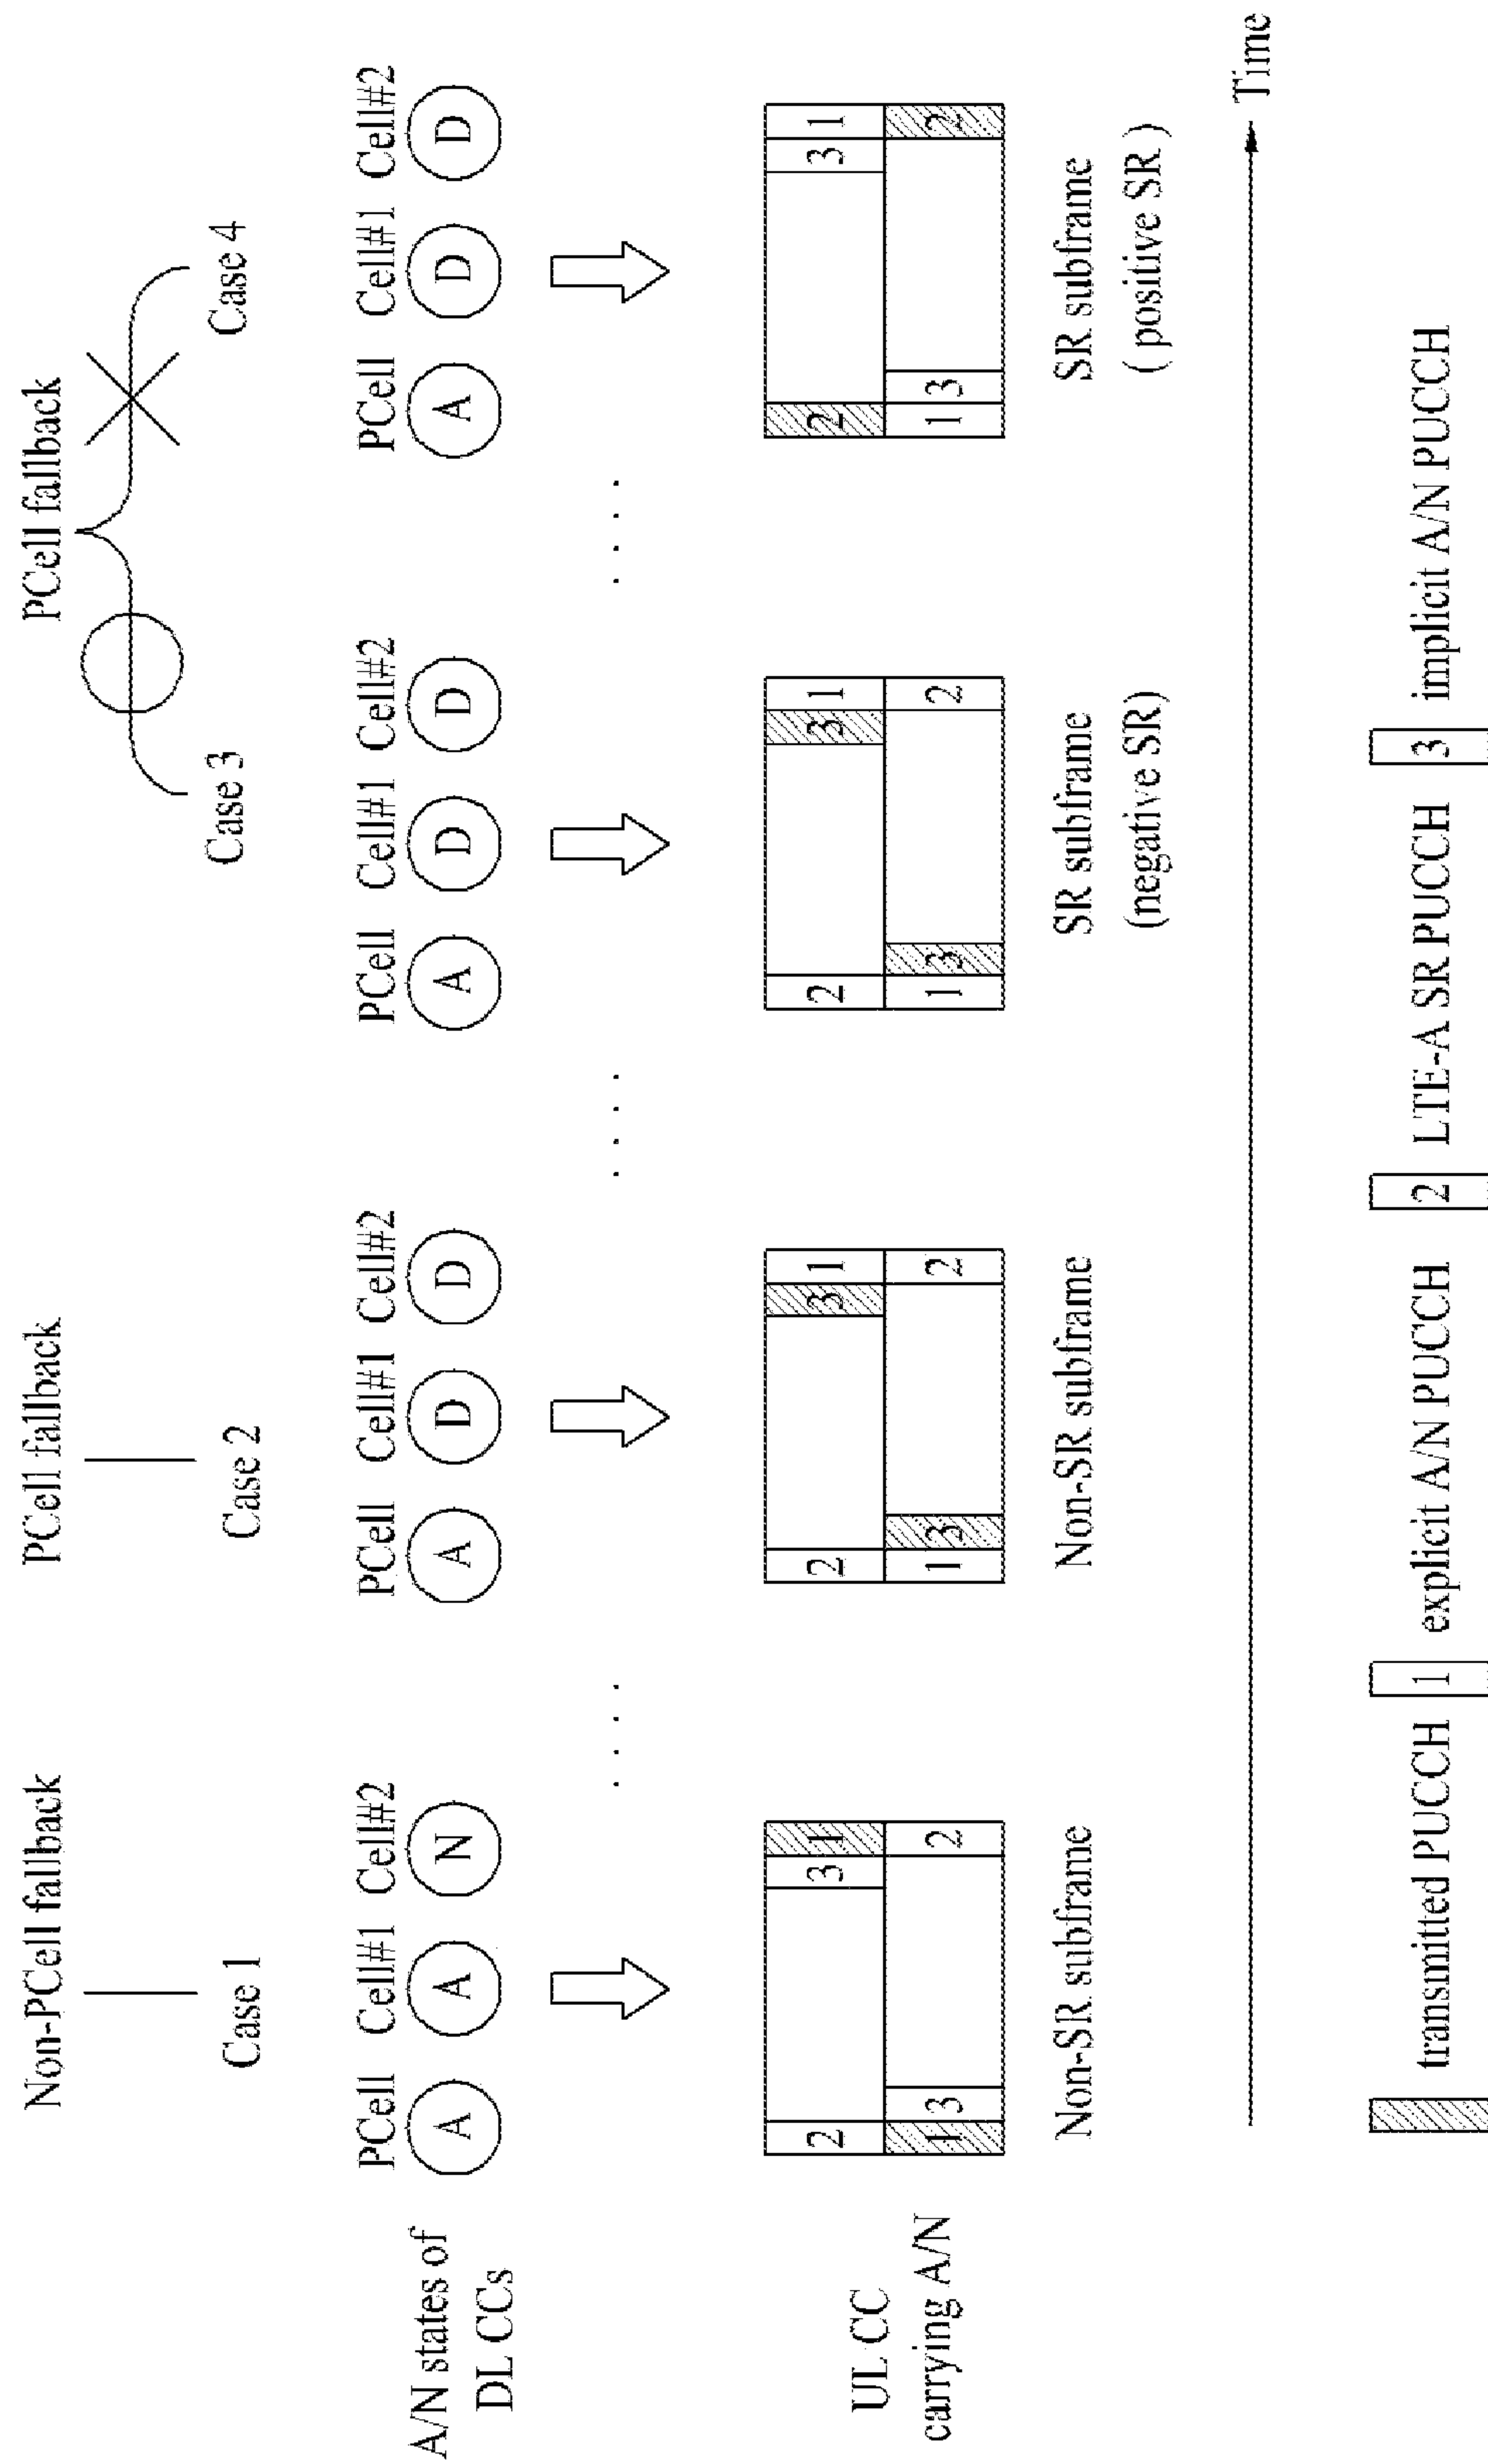 Non-PCell fallback
PCell fallback
PCell fallback
Case 1
Case 2
Case 3
Case 4
A/N states of
DL CCs
PCell Cell#1 Cell#2
A A N
PCell Cell#1 Cell#2
A D D
PCell Cell#1 Cell#2
A D D
PCell Cell#1 Cell#2
A D D
UL CC
carrying A/N
2 3 1
1 3 2
2 3 1
1 3 2
2 3 1
1 3 2
2 3 1
1 3 2
Non-SR subframe
Non-SR subframe
SR subframe
(negative SR)
SR subframe
( positive SR )
Time
transmitted PUCCH
1 explicit A/N PUCCH
2 LTE-A SR PUCCH
3 implicit A/N PUCCH